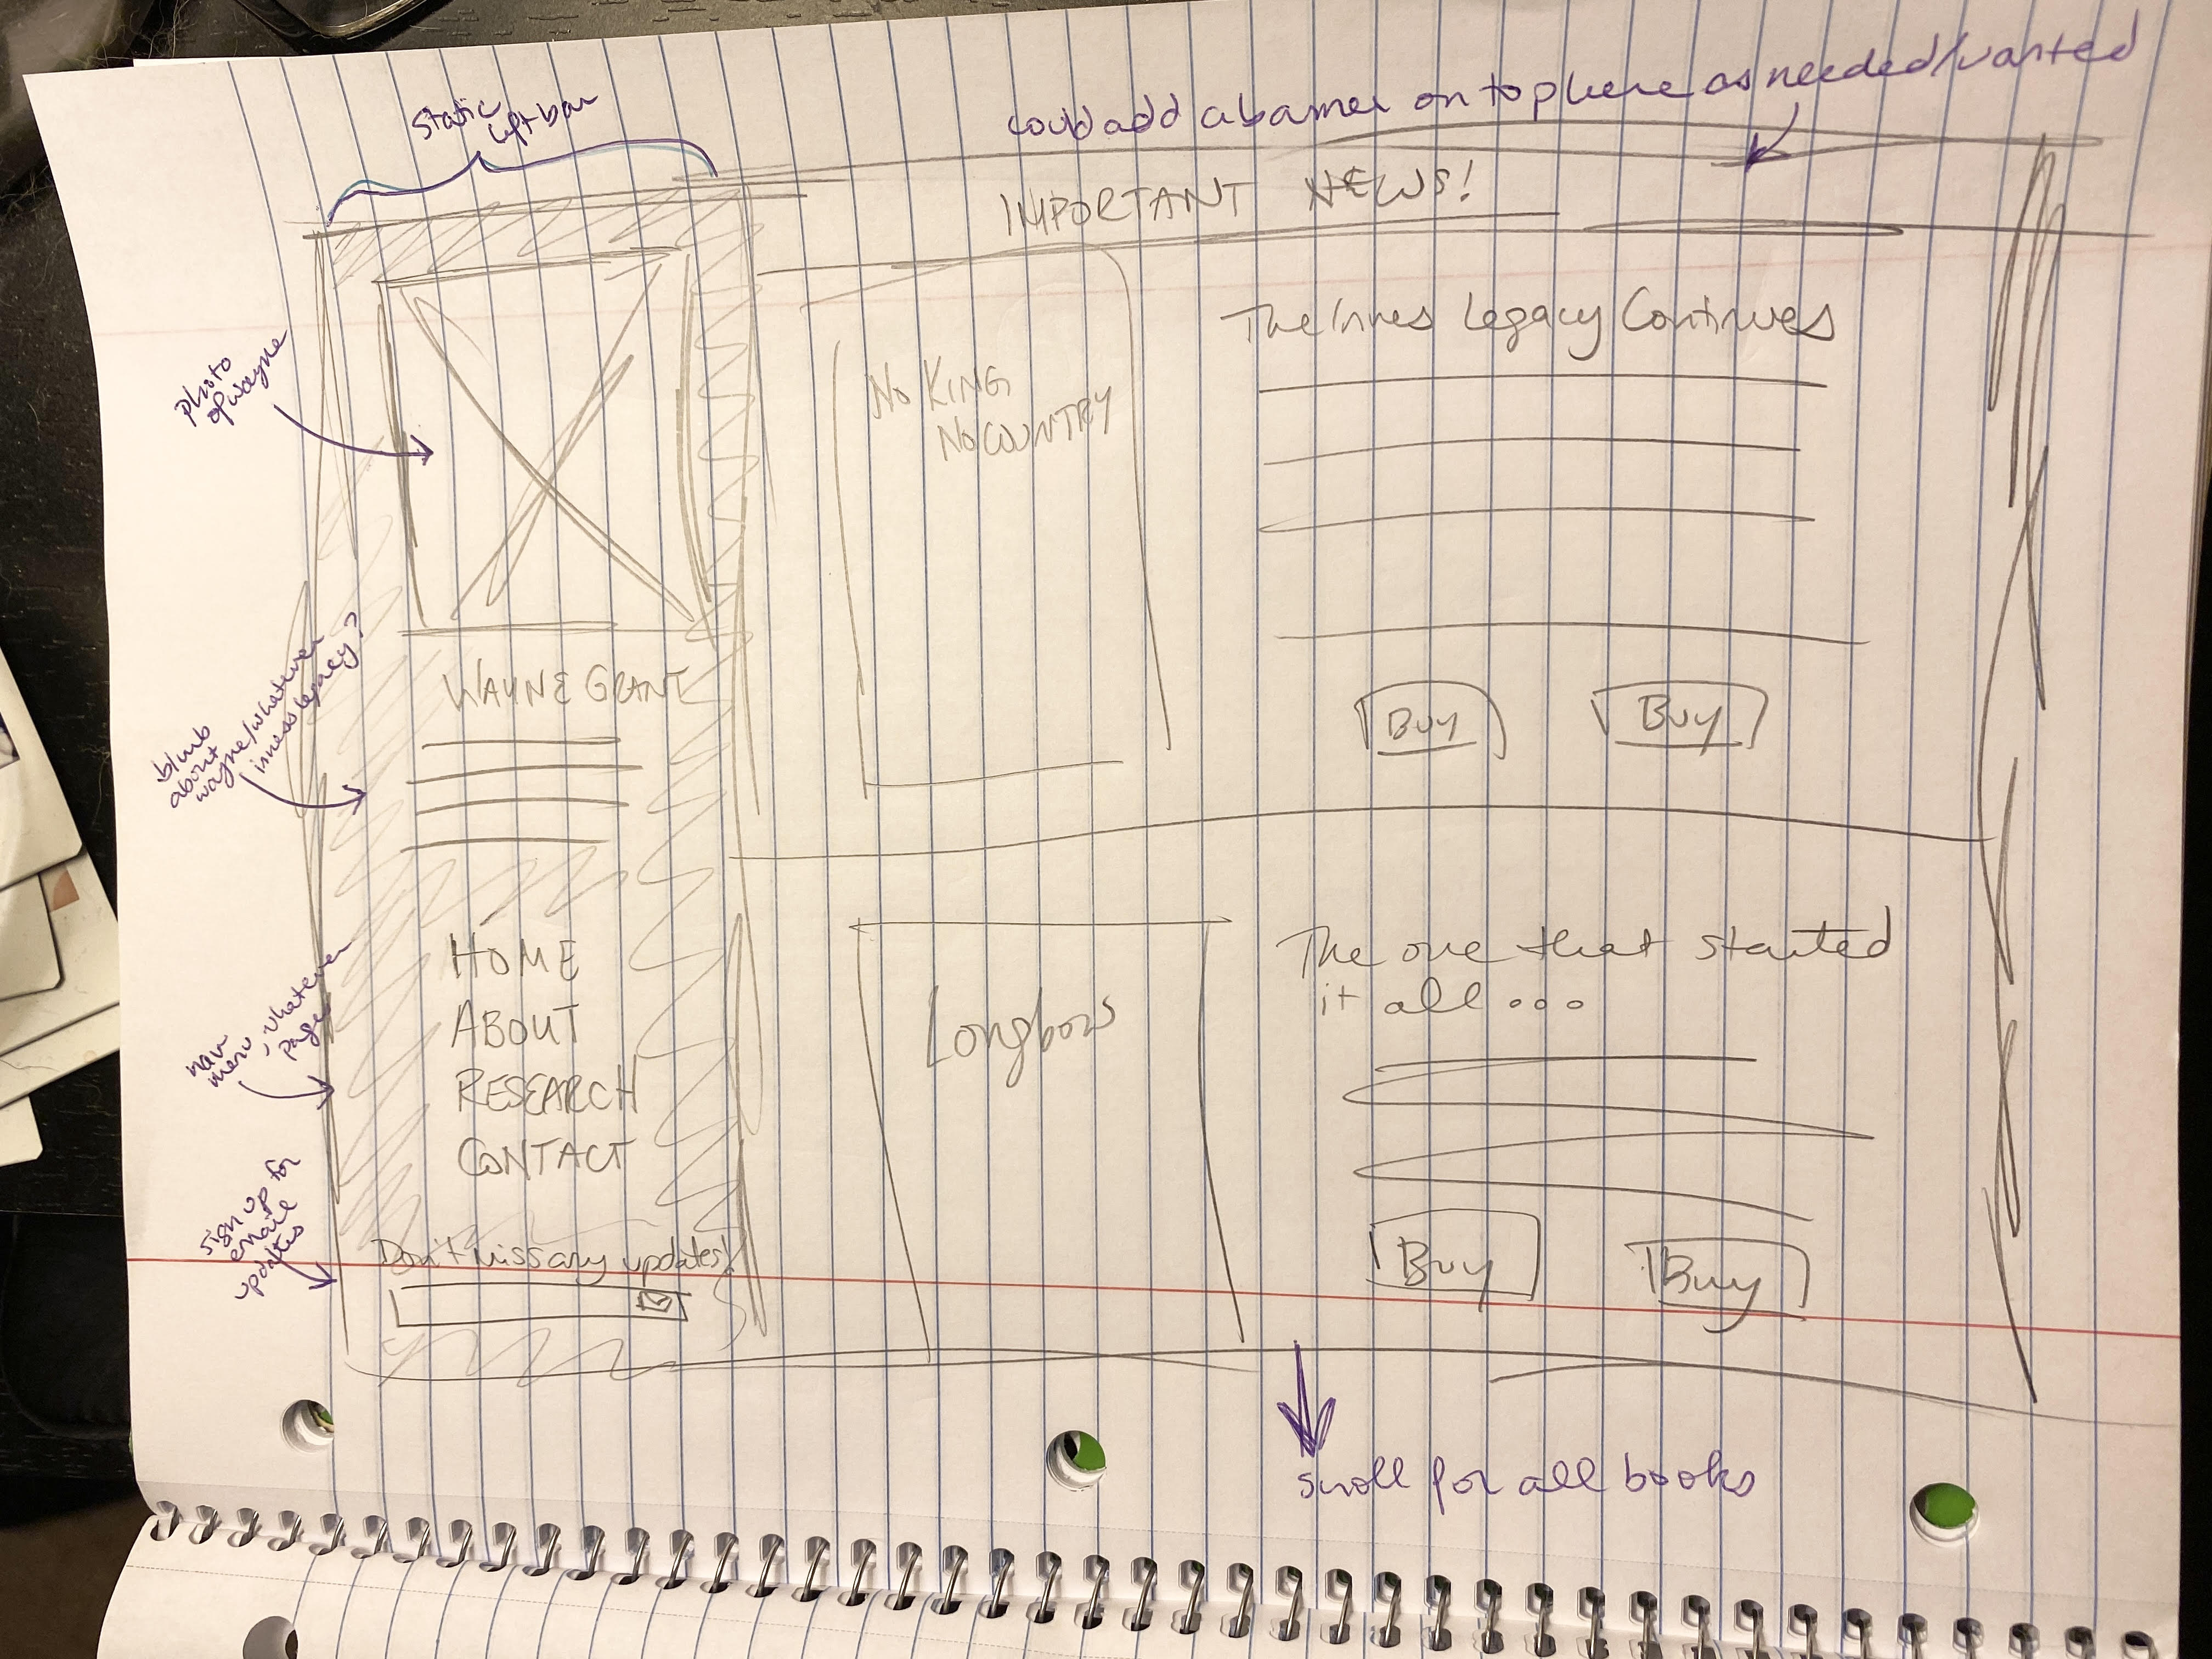 static
left bar
could add a banner on top here as needed/wanted
IMPORTANT NEWS!
photo
of wayne
WAYNE GRANT
blurb
about
wayne/whatever
inness legacy?
HOME
ABOUT
RESEARCH
CONTACT
nav
menu, whatever
pages
Don't miss any updates!
sign up for
email
updates
No KING,
No COUNTRY
The Innes Legacy Continues
BUY
BUY
Longbow
The one that started
it all...
Buy
Buy
scroll for all books